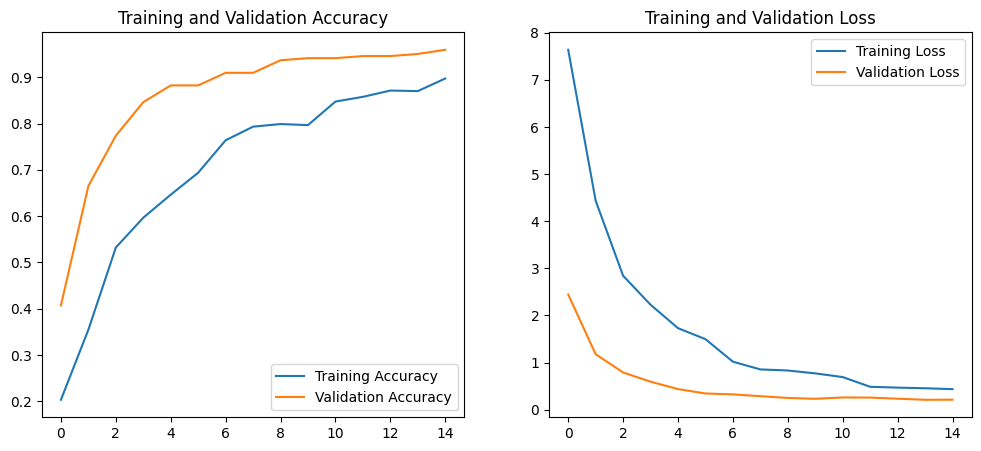 Training and Validation Accuracy
0.9
0.8
0.7
0.6
0.5
0.4
0.3
0.2
0 2 4 6 8 10 12 14
Training Accuracy
Validation Accuracy
Training and Validation Loss
8
7
6
5
4
3
2
1
0
0 2 4 6 8 10 12 14
Training Loss
Validation Loss